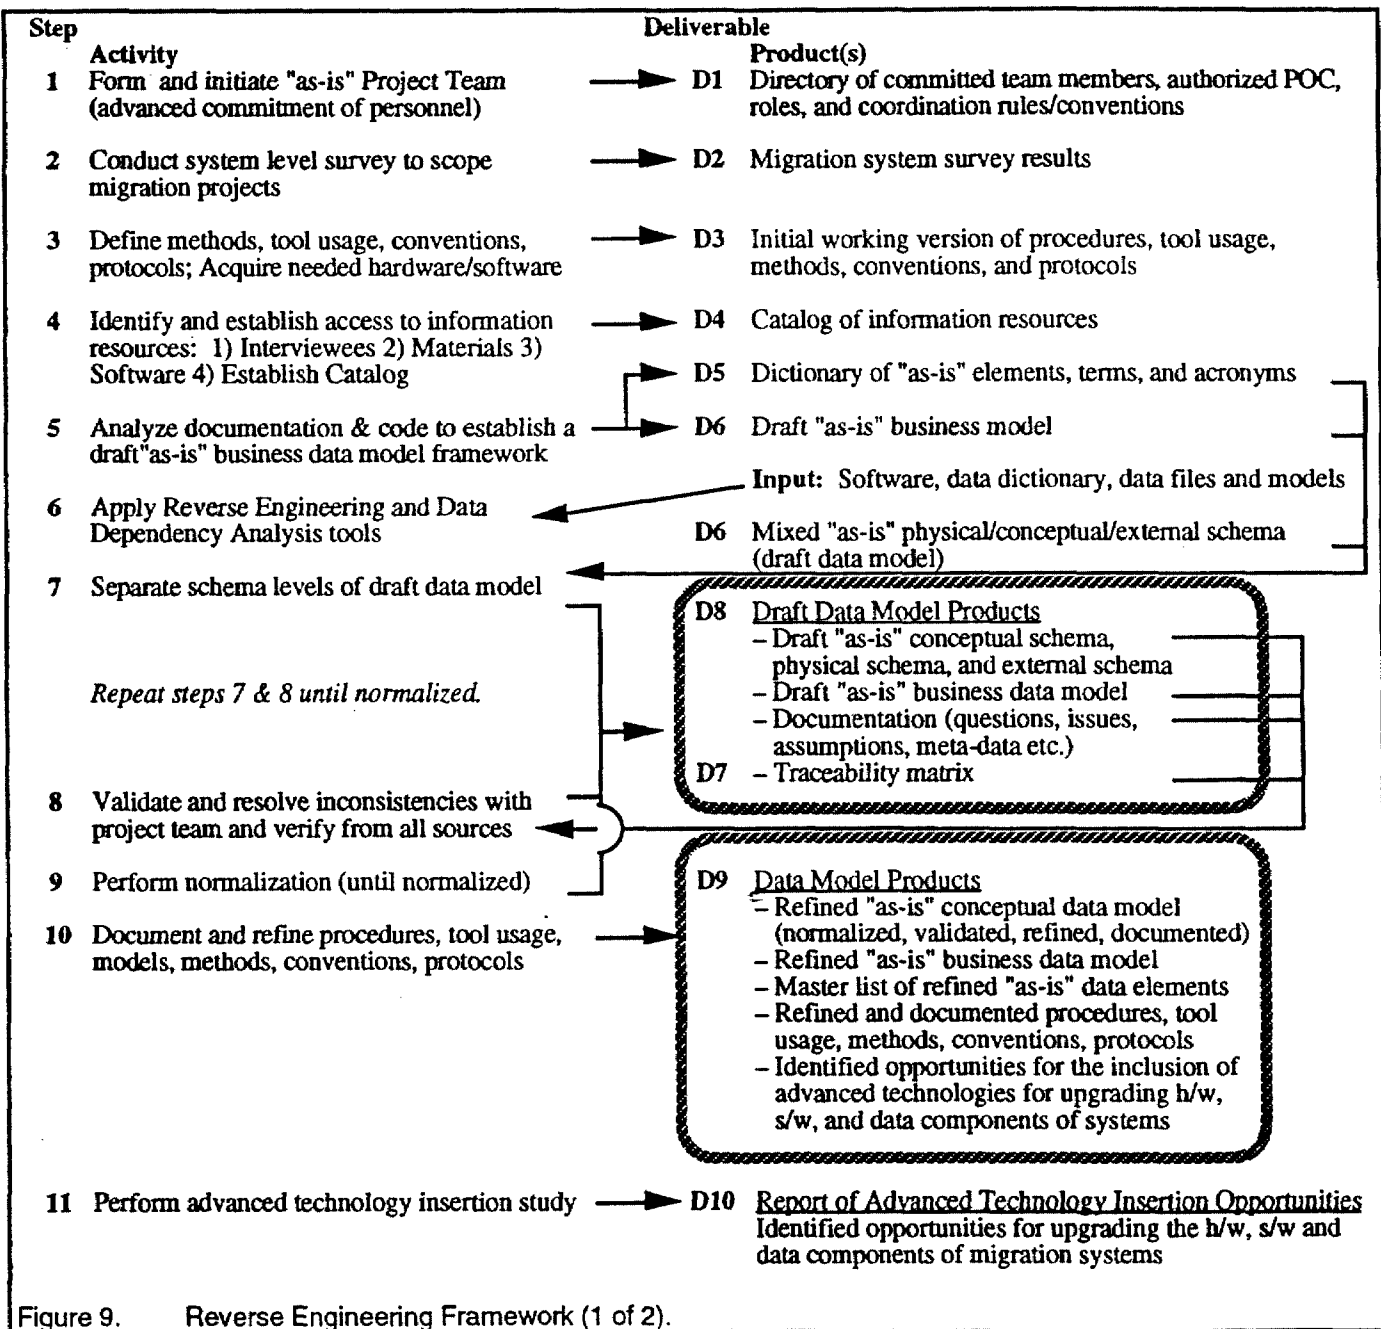 Step
Deliverable
Activity
Product(s)
1 Form and initiate "as-is" Project Team
(advanced commitment of personnel)
D1 Directory of committed team members, authorized POC,
roles, and coordination rules/conventions
2 Conduct system level survey to scope
migration projects
D2 Migration system survey results
3 Define methods, tool usage, conventions,
protocols; Acquire needed hardware/software
D3 Initial working version of procedures, tool usage,
methods, conventions, and protocols
4 Identify and establish access to information
resources: 1) Interviewees 2) Materials 3)
Software 4) Establish Catalog
D4 Catalog of information resources
D5 Dictionary of "as-is" elements, terms, and acronyms
5 Analyze documentation & code to establish a
draft"as-is" business data model framework
D6 Draft "as-is" business model
Input: Software, data dictionary, data files and models
6 Apply Reverse Engineering and Data
Dependency Analysis tools
D6 Mixed "as-is" physical/conceptual/external schema
(draft data model)
7 Separate schema levels of draft data model
D8 Draft Data Model Products
– Draft "as-is" conceptual schema,
physical schema, and external schema
– Draft "as-is" business data model
– Documentation (questions, issues,
assumptions, meta-data etc.)
D7 – Traceability matrix
Repeat steps 7 & 8 until normalized.
8 Validate and resolve inconsistencies with
project team and verify from all sources
9 Perform normalization (until normalized)
D9 Data Model Products
– Refined "as-is" conceptual data model
(normalized, validated, refined, documented)
– Refined "as-is" business data model
– Master list of refined "as-is" data elements
– Refined and documented procedures, tool
usage, methods, conventions, protocols
– Identified opportunities for the inclusion of
advanced technologies for upgrading h/w,
s/w, and data components of systems
10 Document and refine procedures, tool usage,
models, methods, conventions, protocols
11 Perform advanced technology insertion study
D10 Report of Advanced Technology Insertion Opportunities
Identified opportunities for upgrading the h/w, s/w and
data components of migration systems
Figure 9. Reverse Engineering Framework (1 of 2).